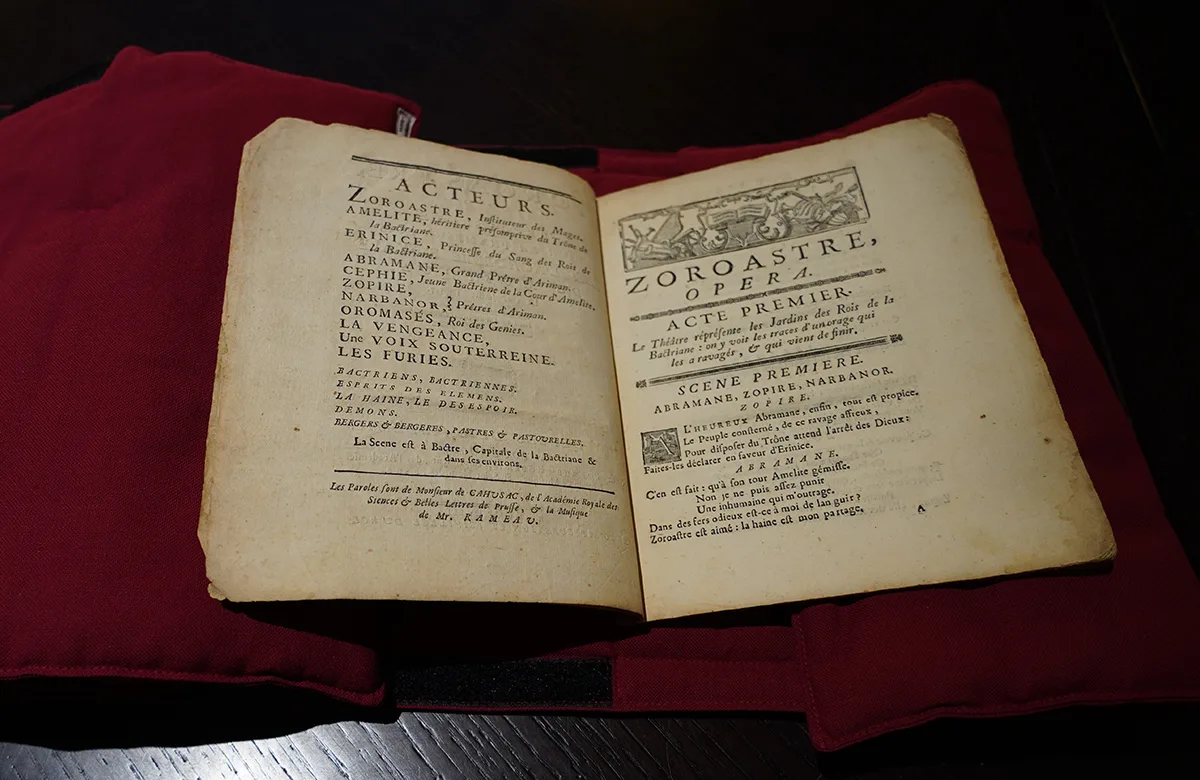 ACTEURS.
ZOROASTRE, Instituteur des Mages.
AMELITE, héritiere présomptive du Trône de
la Bactriane.
ERINICE, Princesse du Sang des Rois de
la Bactriane.
ABRAMANE, Grand Prêtre d'Ariman.
CEPHIE, Jeune Bactriene de la Cour d'Amelite.
ZOPIRE,
NARBANOR, } Prêtres d'Ariman.
OROMASÉS, Roi des Genies.
LA VENGEANCE,
Une VOIX SOUTERREINE.
LES FURIES.
BACTRIENS, BACTRIENNES.
ESPRITS DES ELEMENS.
LA HAINE, LE DESESPOIR.
DEMONS.
BERGERS & BERGERES, PASTRES & PASTOURELLES.
La Scene est à Bactre, Capitale de la Bactriane &
dans ses environs.
Les Paroles sont de Monsieur de CAHUSAC, de l'Académie Royale des
Siences & Belles Lettres de Prusse, & la Musique
de Mr. RAMEAU.
ZOROASTRE,
OPERA.
ACTE PREMIER.
Le Théâtre réprésente les Jardins des Rois de la
Bactriane : on y voit les traces d'un orage qui
les a ravagés, & qui vient de finir.
SCENE PREMIERE.
ABRAMANE, ZOPIRE, NARBANOR.
ZOPIRE.
L'HEUREUX Abramane, enfin, tout est propice.
Le Peuple consterné, de ce ravage affreux,
Pour disposer du Trône attend l'arrêt des Dieux:
Faites-les déclarer en faveur d'Erinice.
ABRAMANE.
C'en est fait : qu'à son tour Amelite gémisse.
Non je ne puis assez punir
Une inhumaine qui m'outrage.
Dans des fers odieux est-ce à moi de languir ?
Zoroastre est aimé : la haine est mon partage.
A